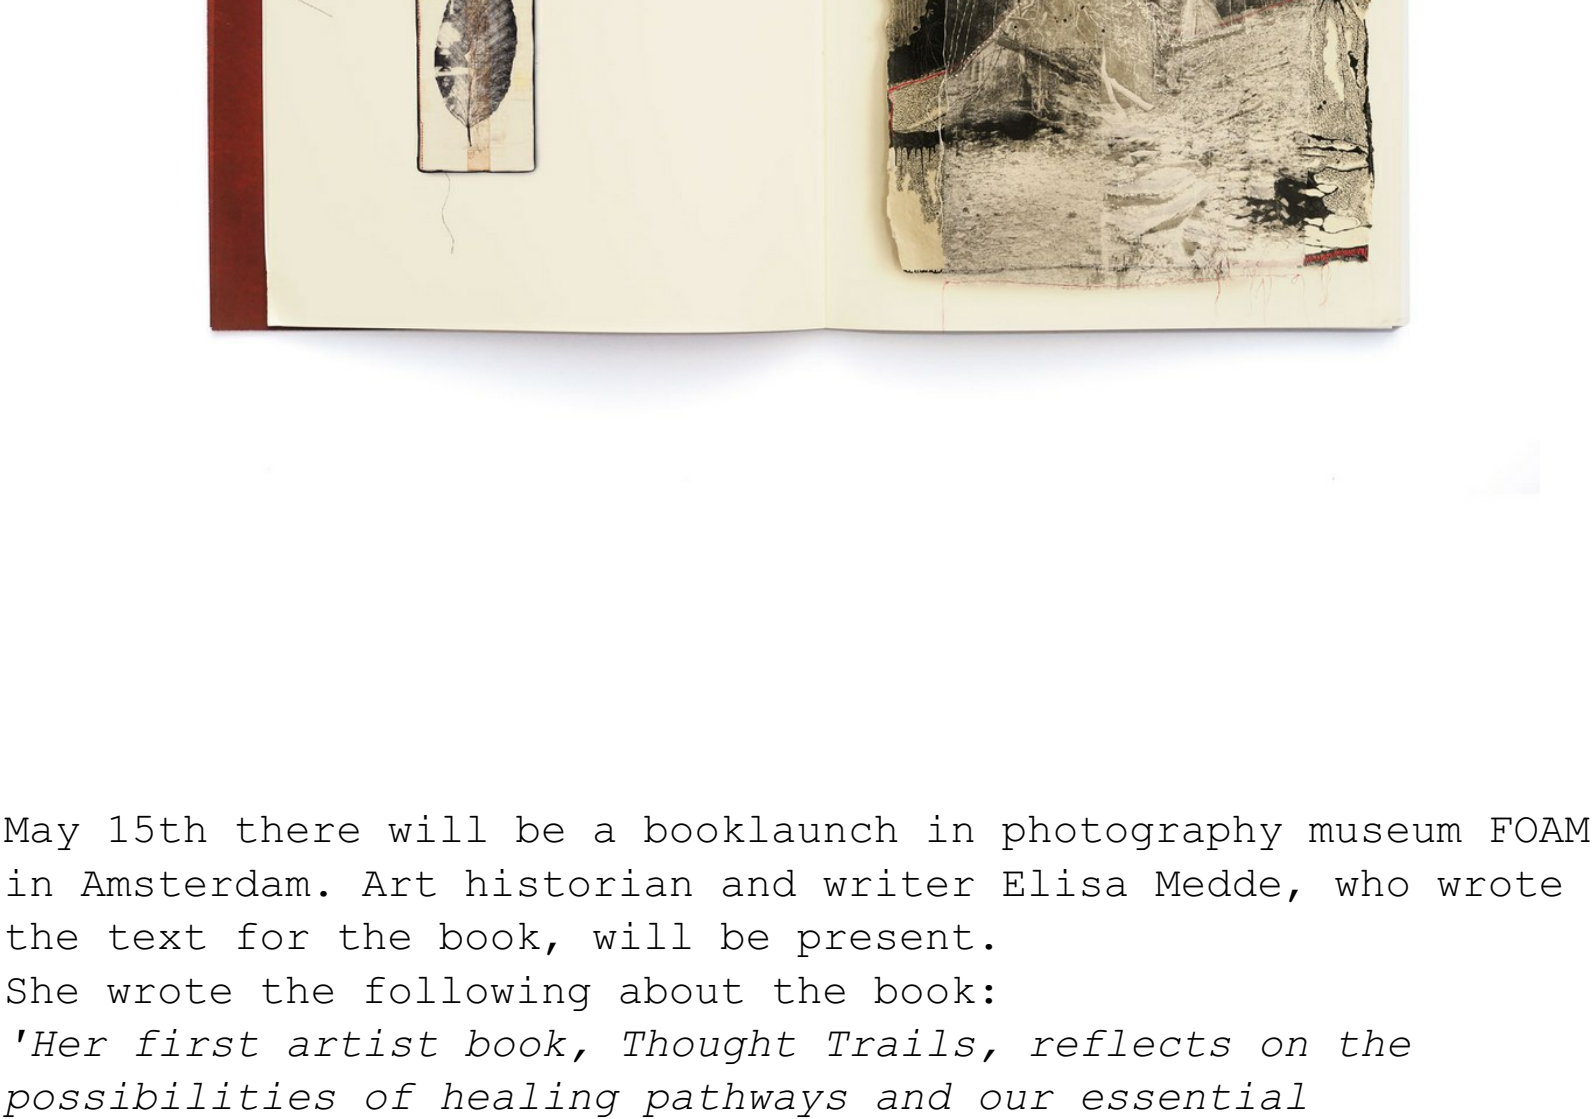 May 15th there will be a booklaunch in photography museum FOAM
in Amsterdam. Art historian and writer Elisa Medde, who wrote
the text for the book, will be present.
She wrote the following about the book:
'Her first artist book, Thought Trails, reflects on the
possibilities of healing pathways and our essential